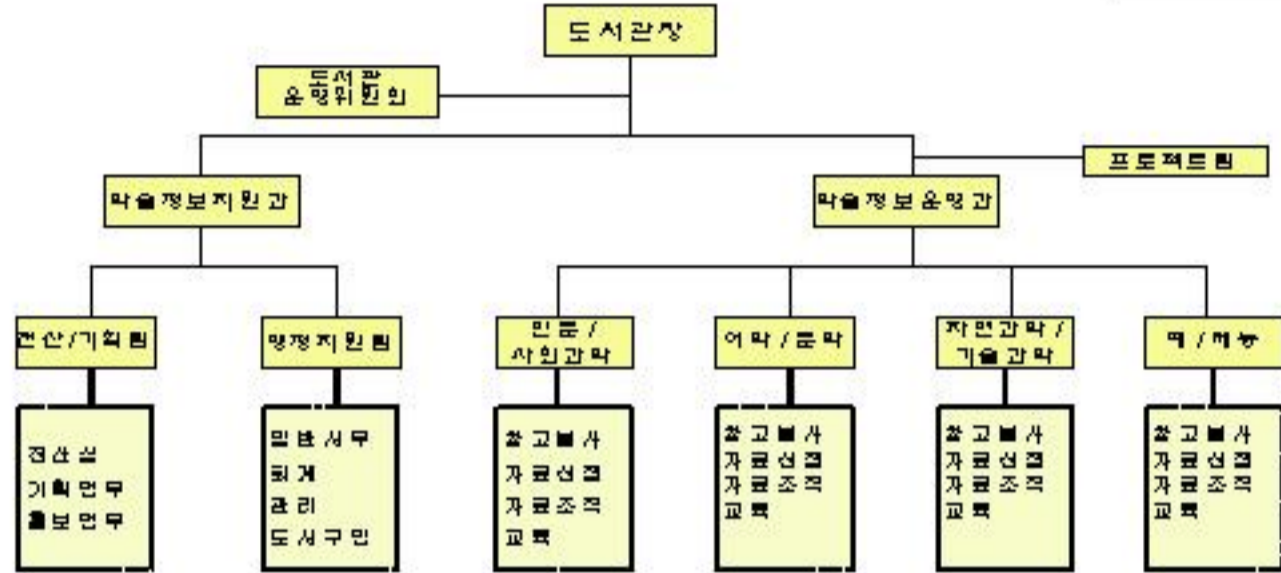 도서관장
도서관
운영위원회
프로젝트팀
학술정보지원과
학술정보운영과
전산/기획팀
행정지원팀
인문/
사회과학
어학/문학
자연과학/
기술과학
예/체능
전산실
기획업무
홍보업무
일반서무
회계
관리
도서구입
참고봉사
자료선정
자료조직
교육
참고봉사
자료선정
자료조직
교육
참고봉사
자료선정
자료조직
교육
참고봉사
자료선정
자료조직
교육